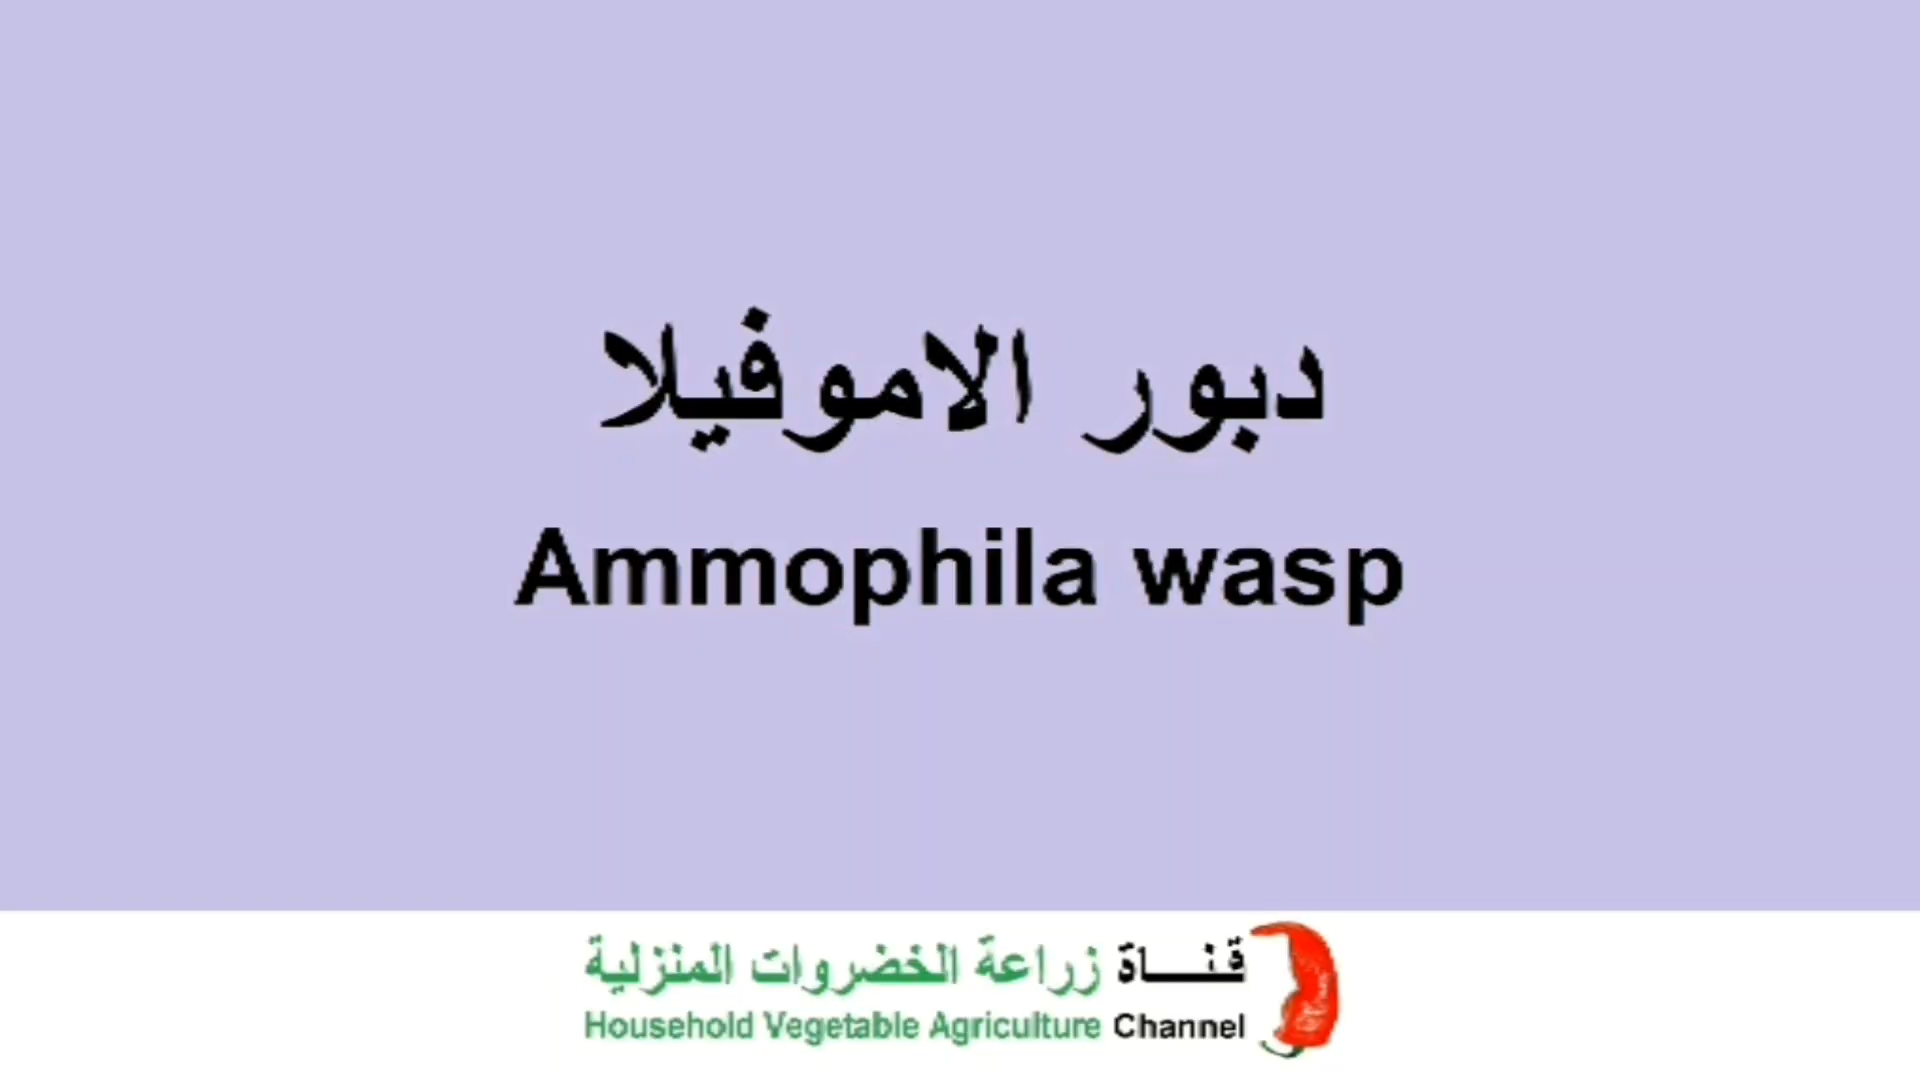 دبور الاموفيلا
Ammophila wasp
قنـــاة زراعة الخضروات المنزلية
Household Vegetable Agriculture Channel